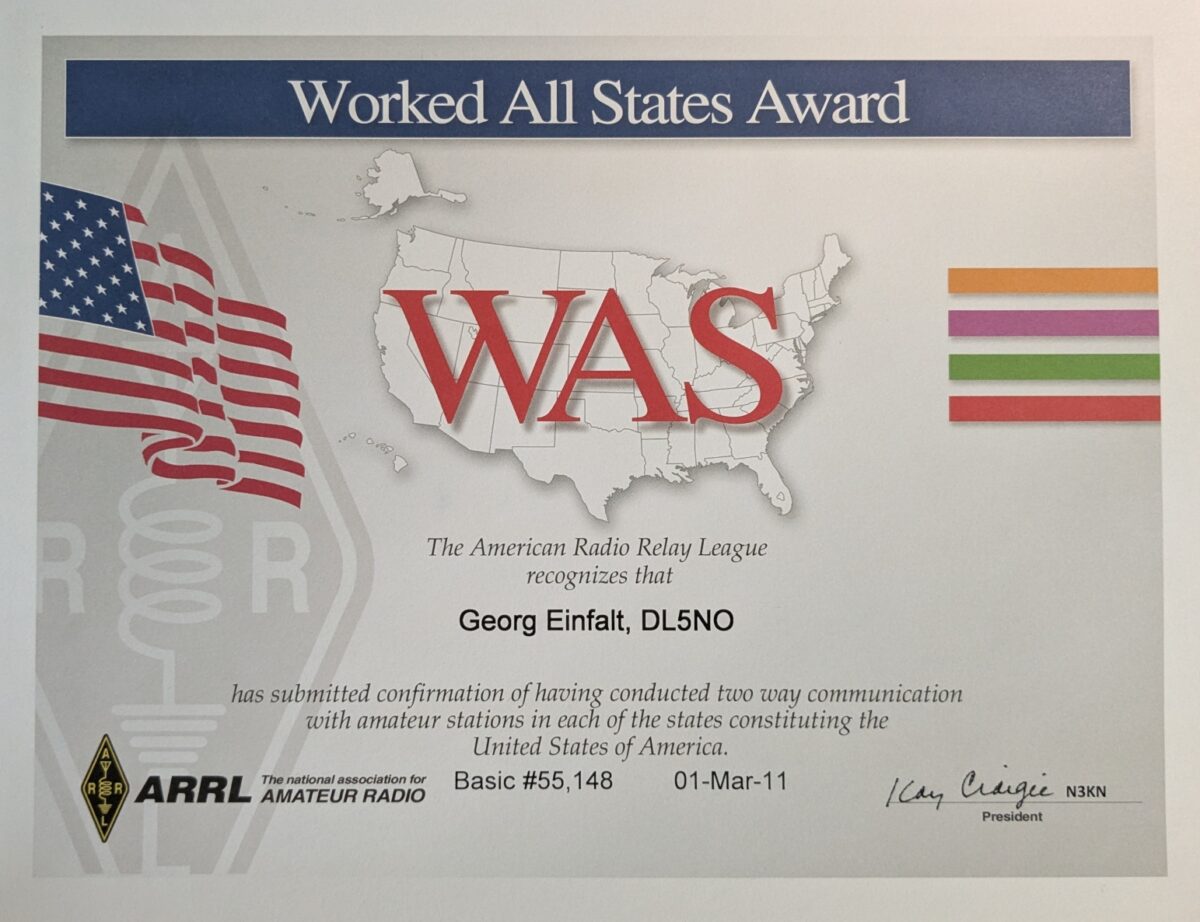 Worked All States Award
WAS
The American Radio Relay League
recognizes that
Georg Einfalt, DL5NO
has submitted confirmation of having conducted two way communication
with amateur stations in each of the states constituting the
United States of America.
A
R R
L
ARRL
The national association for
AMATEUR RADIO
Basic #55,148
01-Mar-11
Kay Craigie N3KN
President
A
R R
L